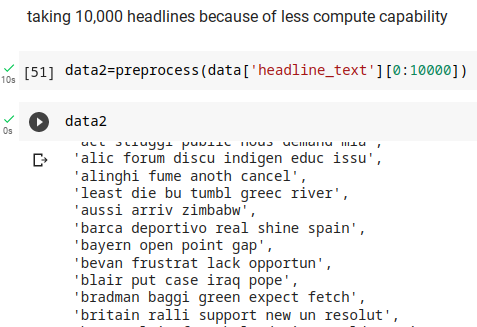 taking 10,000 headlines because of less compute capability
10s
[51] data2=preprocess(data['headline_text'][0:10000])
0s
data2
'act struggl public hous demand mla',
'alic forum discu indigen educ issu',
'alinghi fume anoth cancel',
'least die bu tumbl greec river',
'aussi arriv zimbabw',
'barca deportivo real shine spain',
'bayern open point gap',
'bevan frustrat lack opportun',
'blair put case iraq pope',
'bradman baggi green expect fetch',
'britain ralli support new un resolut',